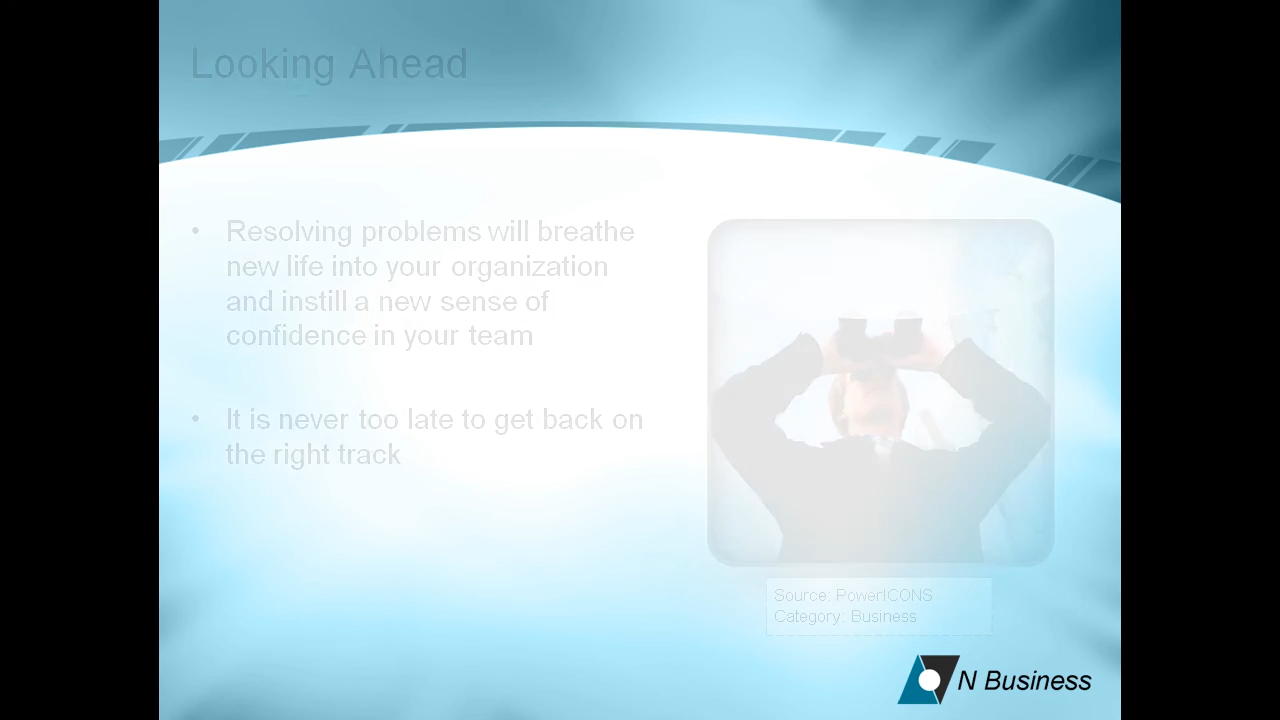 Looking Ahead
• Resolving problems will breathe
new life into your organization
and instill a new sense of
confidence in your team
• It is never too late to get back on
the right track
Source: PowerICONS
Category: Business
N Business